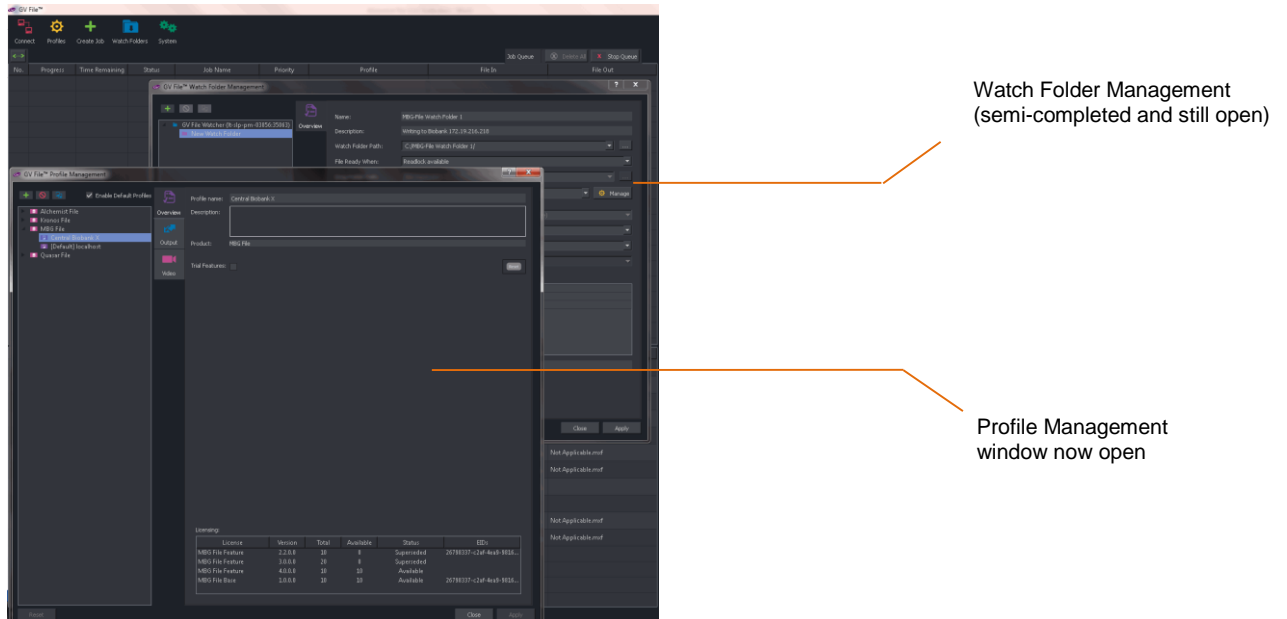 GV File™
Connect Profiles Create Job Watch Folders System
Job Queue Delete All Stop Queue
No. Progress Time Remaining Status Job Name Priority Profile File In File Out
GV File™ Watch Folder Management
Name: MBG-File Watch Folder 1
Overview
New Watch Folder
Description: Writing to Biobank 172.19.216.218
Watch Folder Path: C:/MBG-File Watch Folder 1/
File Ready When: Readlock available
Manage
Close Apply
Watch Folder Management
(semi-completed and still open)
GV File™ Profile Management
Enable Default Profiles
Alchemist File
Kronos File
MBG File
Central Biobank X
[Default] localhost
Quasar File
Overview
Output
Video
Profile name: Central Biobank X
Description:
Product: MBG File
Trial Features:
Licensing:
License Version Total Available Status EIDs
MBG File Feature 2.2.0.0 10 0 Superseded
MBG File Feature 3.0.0.0 20 0 Superseded
MBG File Feature 4.0.0.0 10 10 Available
MBG File Base 1.0.0.0 10 10 Available
Reset Close Apply
Profile Management
window now open
Not Applicable.mxf
Not Applicable.mxf
Not Applicable.mxf
Not Applicable.mxf